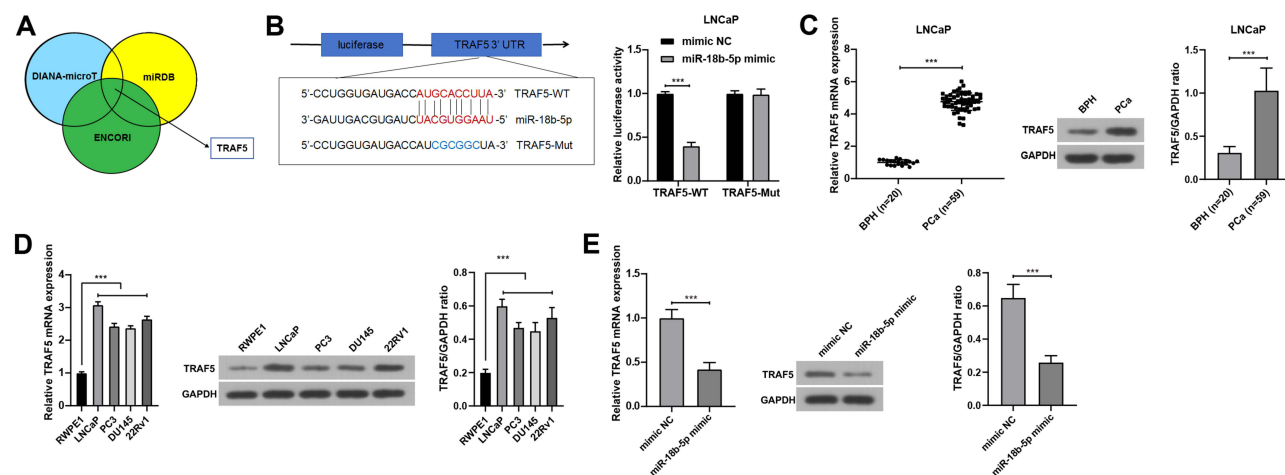 A
DIANA-microT
miRDB
ENCORI
TRAF5
B
luciferase
TRAF5 3' UTR
5'-CCUGGUGAUGACCAUGCACCUUA-3' TRAF5-WT
3'-GAUUGACGUGAUCUACGUGGAAU-5' miR-18b-5p
5'-CCUGGUGAUGACCAUCGCGGCUA-3' TRAF5-Mut
LNCaP
mimic NC
miR-18b-5p mimic
Relative luciferase activity
1.5
1.0
0.5
0.0
***
TRAF5-WT
TRAF5-Mut
C
LNCaP
Relative TRAF5 mRNA expression
8
6
4
2
0
***
BPH (n=20)
PCa (n=59)
BPH
PCa
TRAF5
GAPDH
LNCaP
TRAF5/GAPDH ratio
1.5
1.0
0.5
0.0
***
BPH (n=20)
PCa (n=59)
D
Relative TRAF5 mRNA expression
4
3
2
1
0
***
RWPE1
LNCaP
PC3
DU145
22Rv1
RWPE1
LNCaP
PC3
DU145
22RV1
TRAF5
GAPDH
TRAF5/GAPDH ratio
0.8
0.6
0.4
0.2
0.0
***
RWPE1
LNCaP
PC3
DU145
22Rv1
E
Relative TRAF5 mRNA expression
1.5
1.0
0.5
0.0
***
mimic NC
miR-18b-5p mimic
mimic NC
miR-18b-5p mimic
TRAF5
GAPDH
TRAF5/GAPDH ratio
0.8
0.6
0.4
0.2
0.0
***
mimic NC
miR-18b-5p mimic